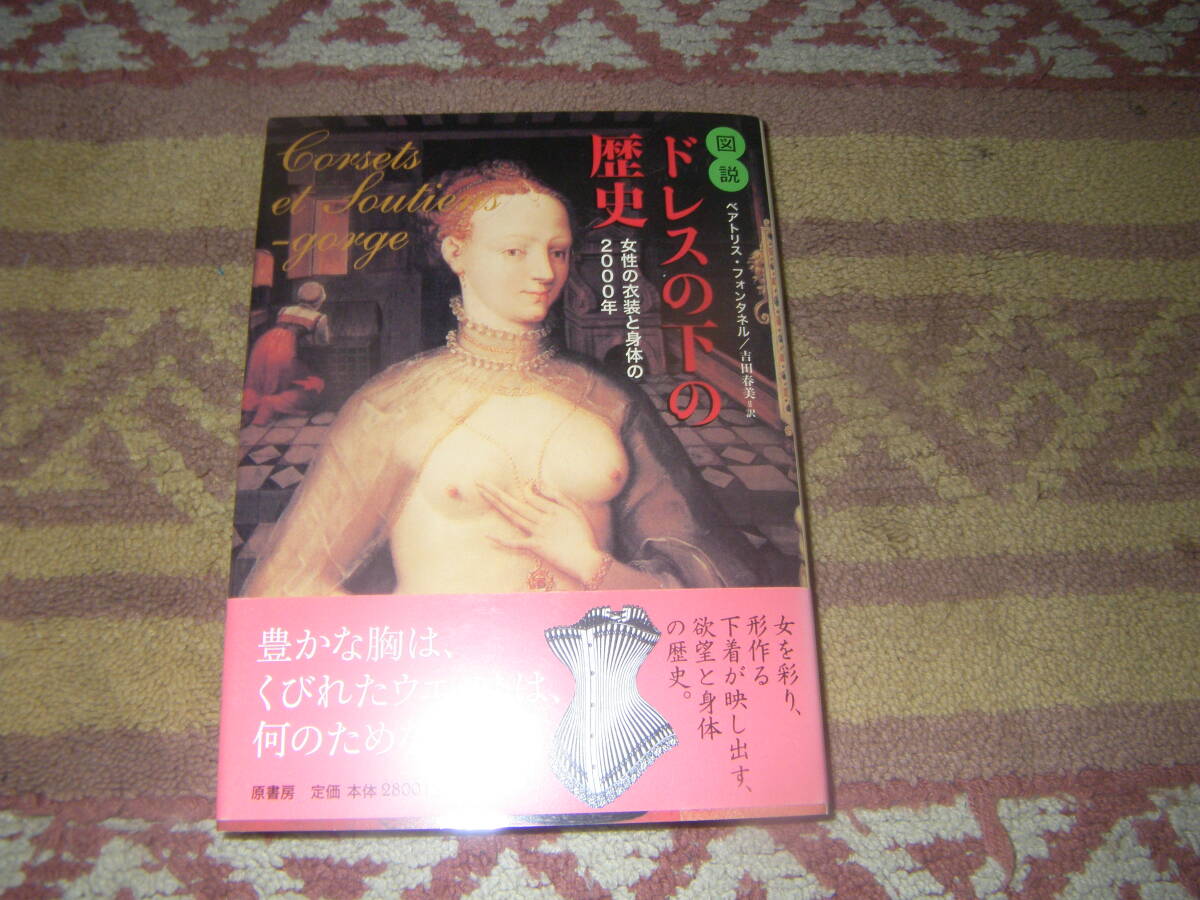 Corsets
et Soutiens
-gorge
図説
ドレスの下の
歴史
女性の衣装と身体の
2000年
ベアトリス・フォンタネル/吉田春美=訳
豊かな胸は、
くびれたウエ は、
何のため
女を彩り、
形作る
下着が映し出す、
欲望と身体
の歴史。
原書房 定価 本体 2800